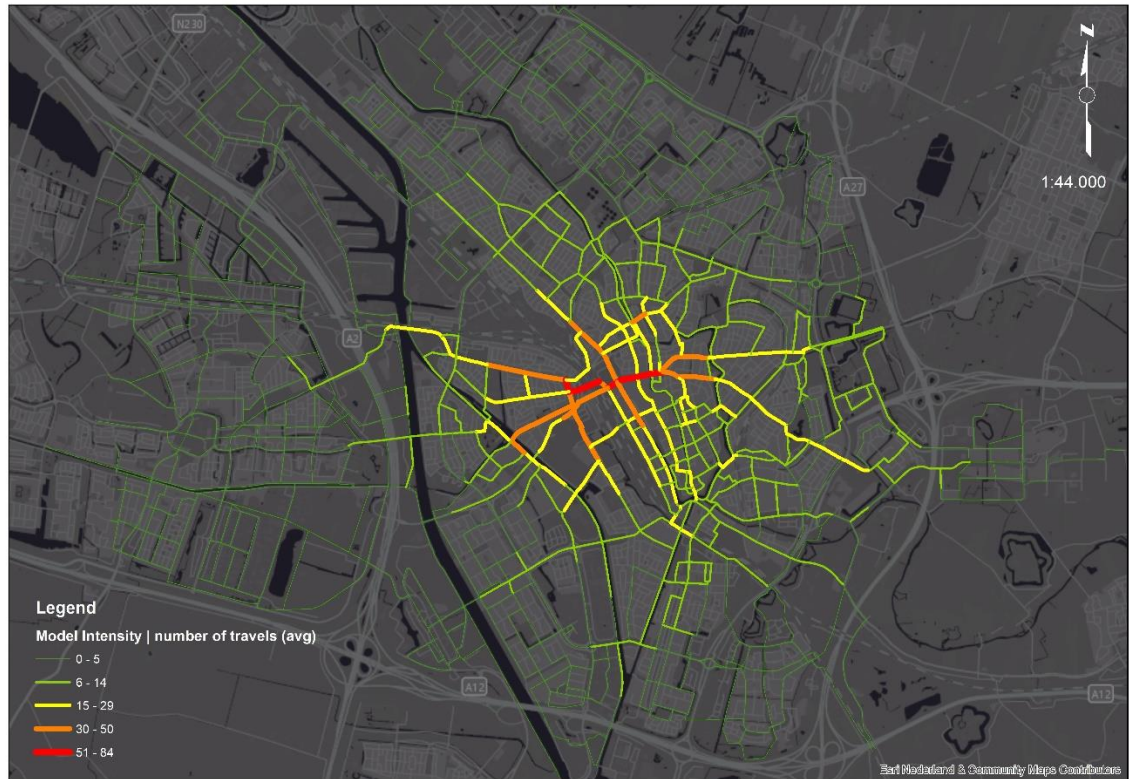 N230
N
A27
1:44.000
A2
Legend
Model Intensity | number of travels (avg)
0 - 5
6 - 14
15 - 29
30 - 50
51 - 84
A12
A12
Esri Nederland & Community Maps Contributors